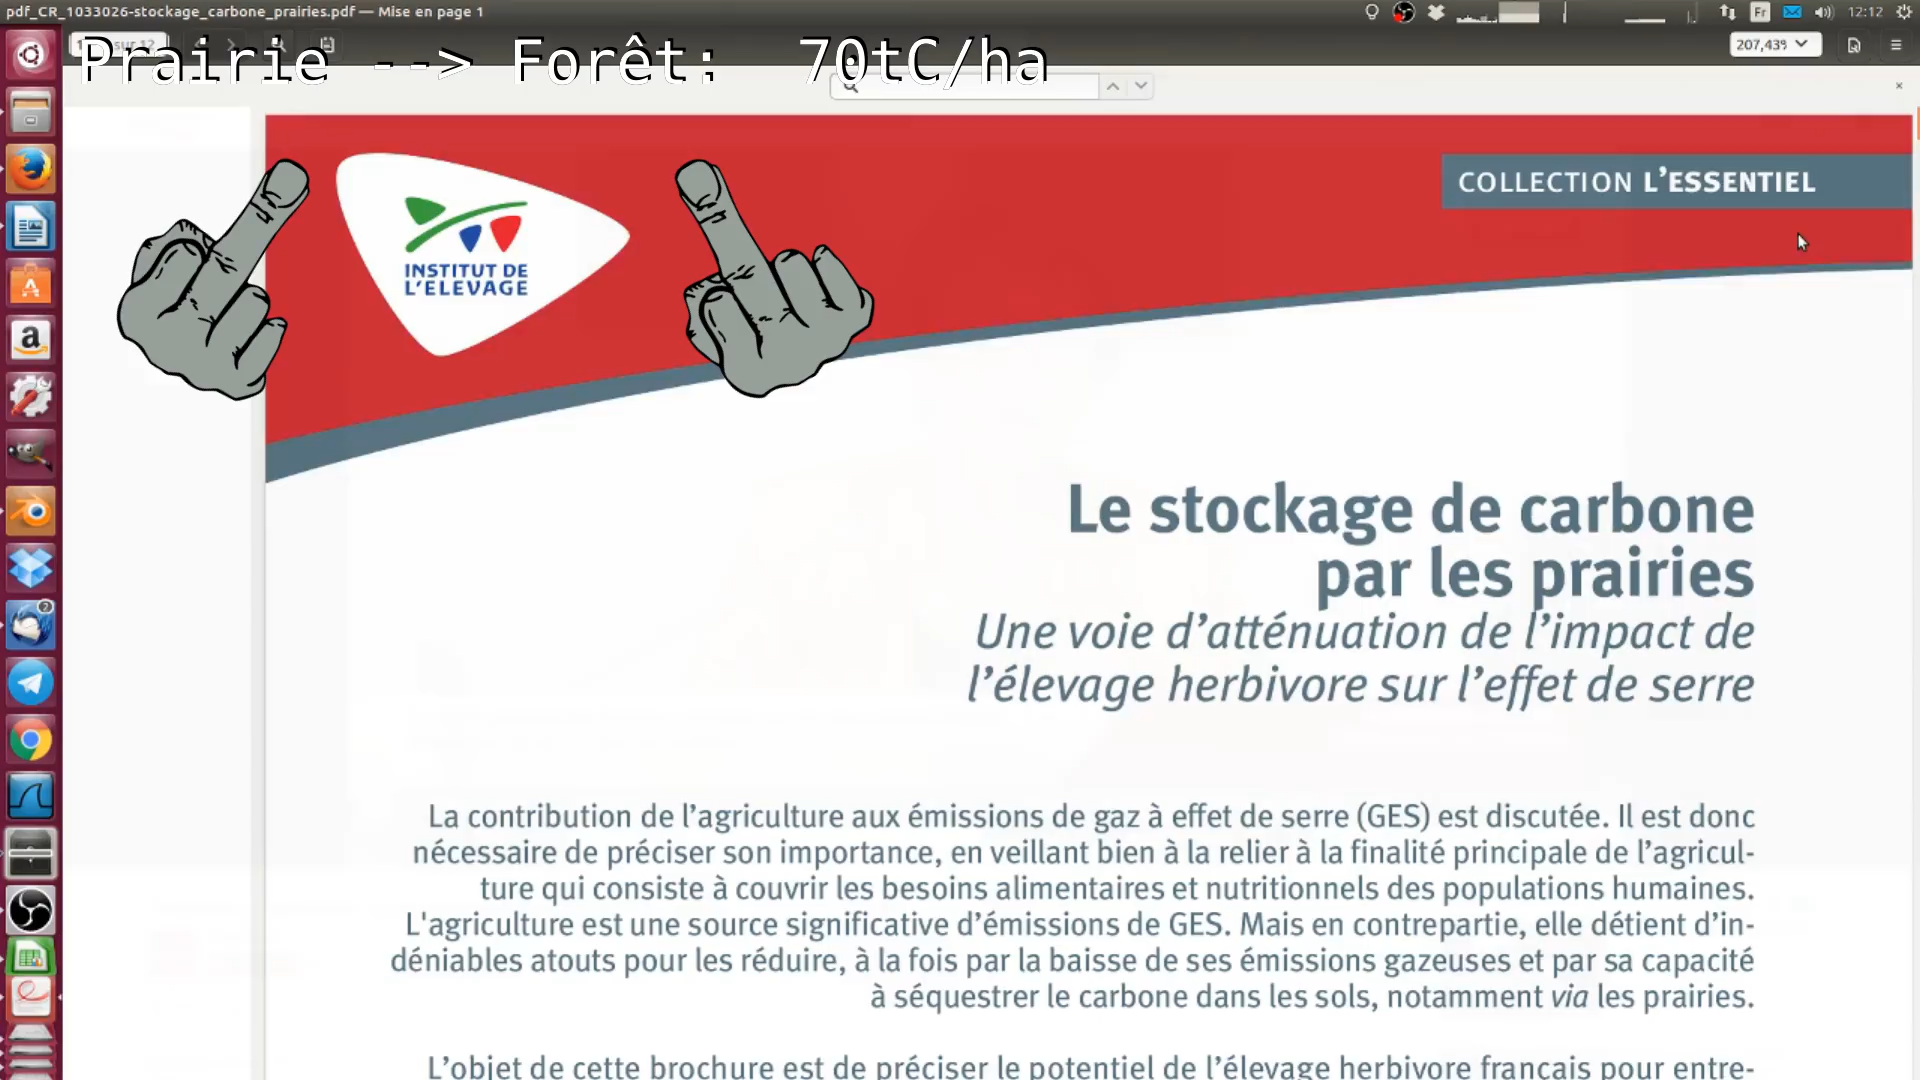 pdf_CR_1033026-stockage_carbone_prairies.pdf — Mise en page 1
Fr
12:12
sur 12
207,43%
Prairie --> Forêt: 70tC/ha
COLLECTION L’ESSENTIEL
INSTITUT DE
L’ELEVAGE
Le stockage de carbone
par les prairies
Une voie d’atténuation de l’impact de
l’élevage herbivore sur l’effet de serre
La contribution de l’agriculture aux émissions de gaz à effet de serre (GES) est discutée. Il est donc
nécessaire de préciser son importance, en veillant bien à la relier à la finalité principale de l’agricul-
ture qui consiste à couvrir les besoins alimentaires et nutritionnels des populations humaines.
L'agriculture est une source significative d’émissions de GES. Mais en contrepartie, elle détient d’in-
déniables atouts pour les réduire, à la fois par la baisse de ses émissions gazeuses et par sa capacité
à séquestrer le carbone dans les sols, notamment via les prairies.
L’objet de cette brochure est de préciser le potentiel de l’élevage herbivore français pour entre-